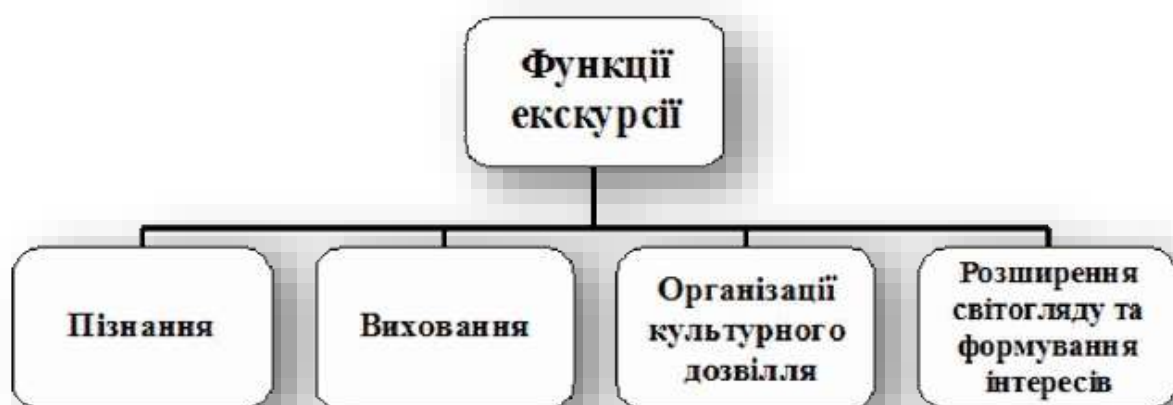 Функції
екскурсії
Пізнання
Виховання
Організації
культурного
дозвілля
Розширення
світогляду та
формування
інтересів